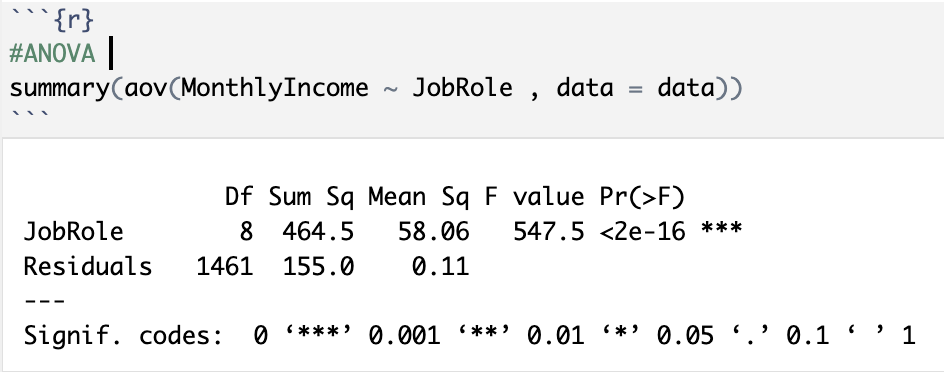 ```{r}
#ANOVA
summary(aov(MonthlyIncome ~ JobRole , data = data))
```
              Df Sum Sq Mean Sq F value Pr(>F)
JobRole        8  464.5   58.06   547.5 <2e-16 ***
Residuals   1461  155.0    0.11
---
Signif. codes:  0 ‘***’ 0.001 ‘**’ 0.01 ‘*’ 0.05 ‘.’ 0.1 ‘ ’ 1